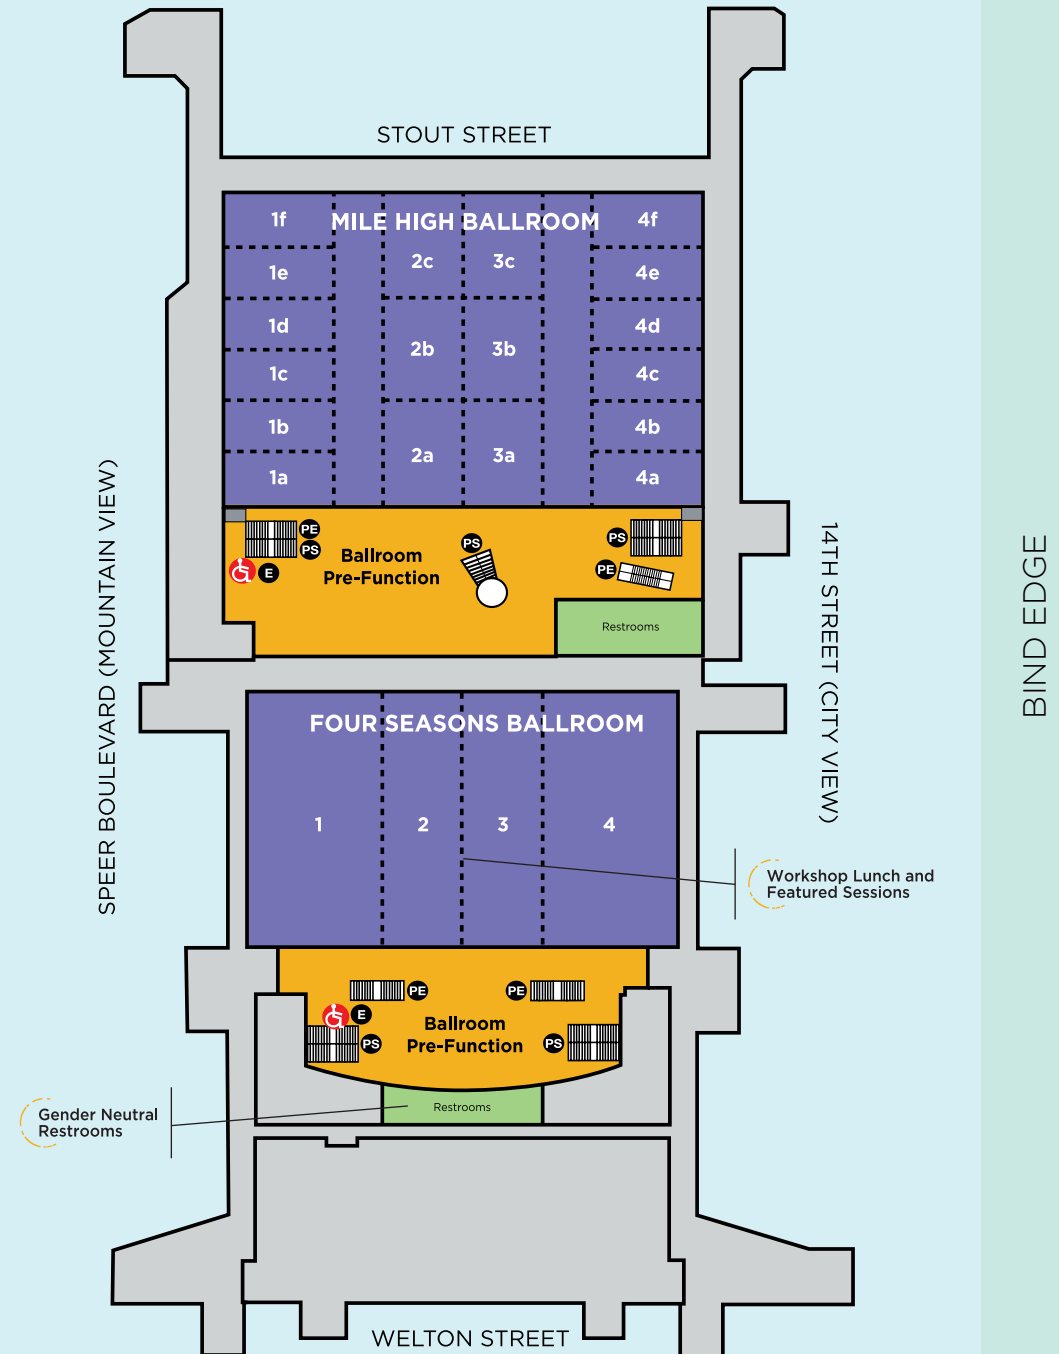 STOUT STREET
MILE HIGH BALLROOM
1f
4f
2c
3c
1e
4e
1d
4d
2b
3b
1c
4c
1b
4b
2a
3a
1a
4a
PE
PS
E
Ballroom
Pre-Function
PS
PS
PE
Restrooms
SPEER BOULEVARD (MOUNTAIN VIEW)
14TH STREET (CITY VIEW)
BIND EDGE
FOUR SEASONS BALLROOM
1
2
3
4
Workshop Lunch and
Featured Sessions
PE
PE
E
PS
Ballroom
Pre-Function
PS
Gender Neutral
Restrooms
Restrooms
WELTON STREET